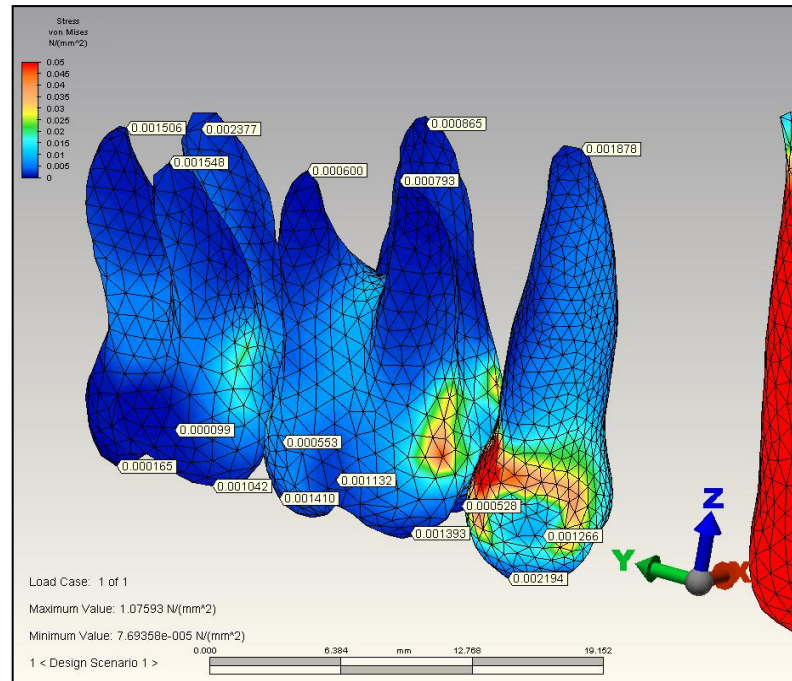 Stress
von Mises
N/(mm^2)
0.05
0.045
0.04
0.035
0.03
0.025
0.02
0.015
0.01
0.005
0
0.001506
0.002377
0.000865
0.001548
0.001878
0.000600
0.000793
0.000099
0.000553
0.000165
0.001132
0.001042
0.001410
0.000528
0.001393
0.001266
0.002194
Z
Y
X
Load Case: 1 of 1
Maximum Value: 1.07593 N/(mm^2)
Minimum Value: 7.69358e-005 N/(mm^2)
0.000 6.384 mm 12.768 19.152
1 < Design Scenario 1 >